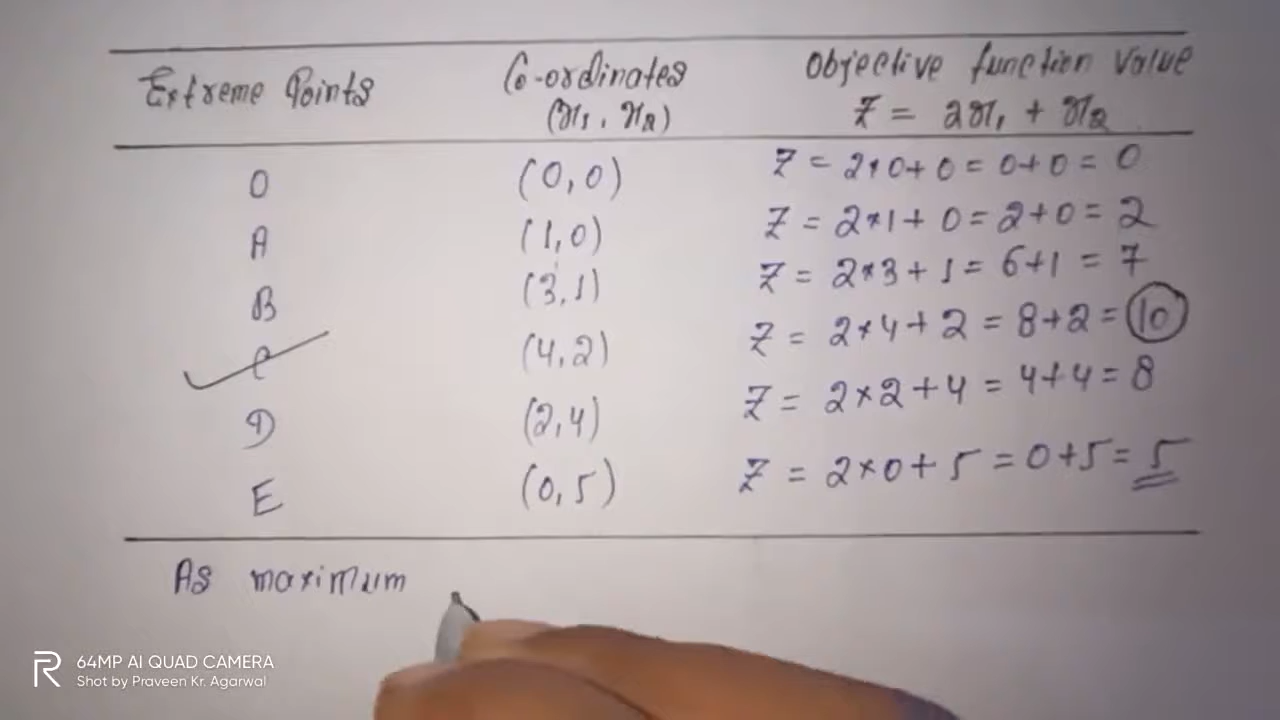 Extreme Points Co-ordinates (x₁, x₂) Objective function Value Z = 2x₁ + x₂
O (0,0) Z = 2×0+0 = 0+0 = 0
A (1,0) Z = 2×1+0 = 2+0 = 2
B (3,1) Z = 2×3+1 = 6+1 = 7
C (4,2) Z = 2×4+2 = 8+2 = 10
D (2,4) Z = 2×2+4 = 4+4 = 8
E (0,5) Z = 2×0+5 = 0+5 = 5
As maximum
64MP AI QUAD CAMERA
Shot by Praveen Kr. Agarwal